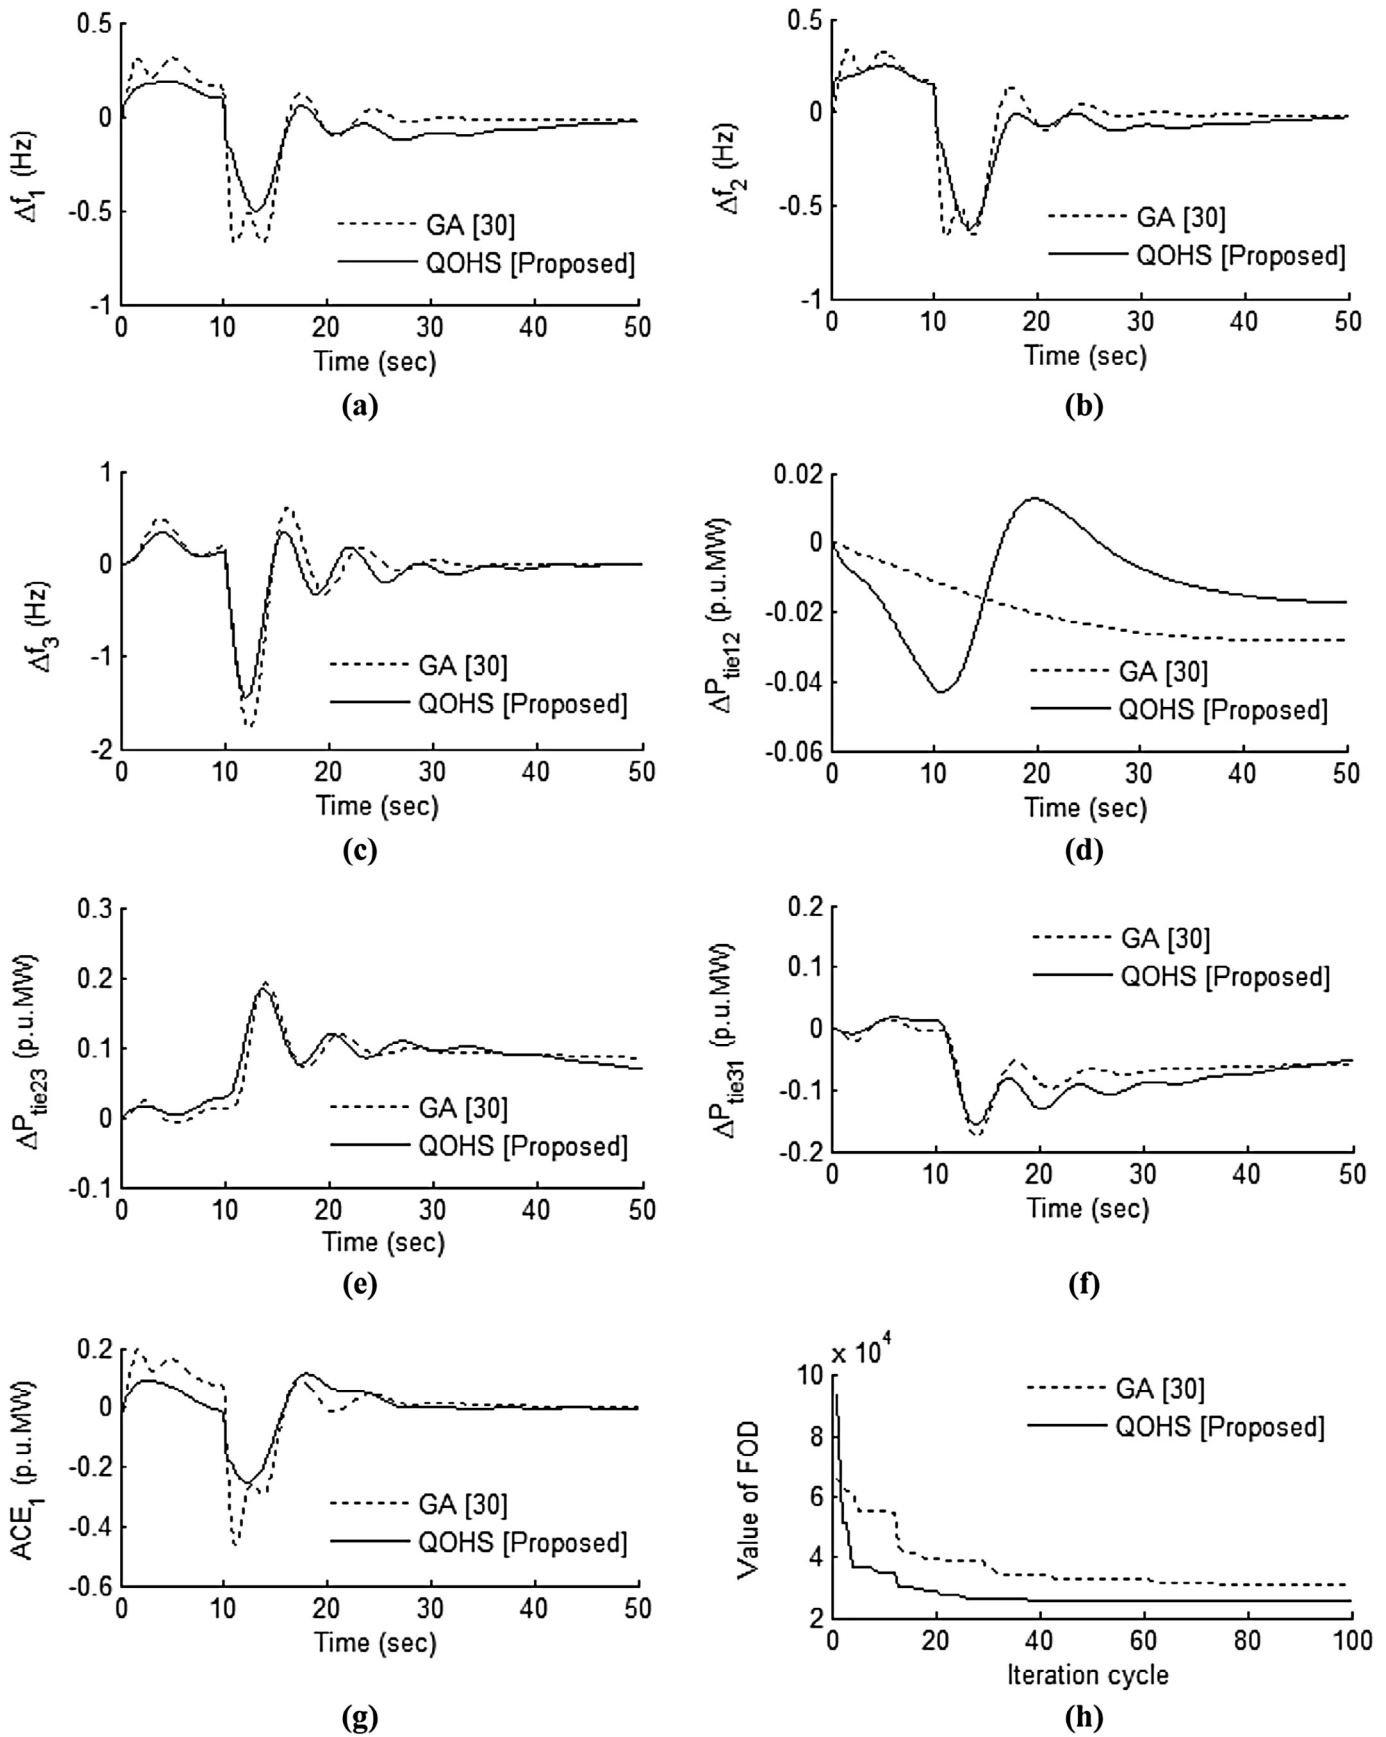 0.5
0
-0.5
-1
Δf1 (Hz)
GA [30]
QOHS [Proposed]
0 10 20 30 40 50
Time (sec)
(a)
0.5
0
-0.5
-1
Δf2 (Hz)
GA [30]
QOHS [Proposed]
0 10 20 30 40 50
Time (sec)
(b)
1
0
-1
-2
Δf3 (Hz)
GA [30]
QOHS [Proposed]
0 10 20 30 40 50
Time (sec)
(c)
0.02
0
-0.02
-0.04
-0.06
ΔPtie12 (p.u.MW)
GA [30]
QOHS [Proposed]
0 10 20 30 40 50
Time (sec)
(d)
0.3
0.2
0.1
0
-0.1
ΔPtie23 (p.u.MW)
GA [30]
QOHS [Proposed]
0 10 20 30 40 50
Time (sec)
(e)
0.2
0.1
0
-0.1
-0.2
ΔPtie31 (p.u.MW)
GA [30]
QOHS [Proposed]
0 10 20 30 40 50
Time (sec)
(f)
0.2
0
-0.2
-0.4
-0.6
ACE1 (p.u.MW)
GA [30]
QOHS [Proposed]
0 10 20 30 40 50
Time (sec)
(g)
x 10^4
10
8
6
4
2
Value of FOD
GA [30]
QOHS [Proposed]
0 20 40 60 80 100
Iteration cycle
(h)